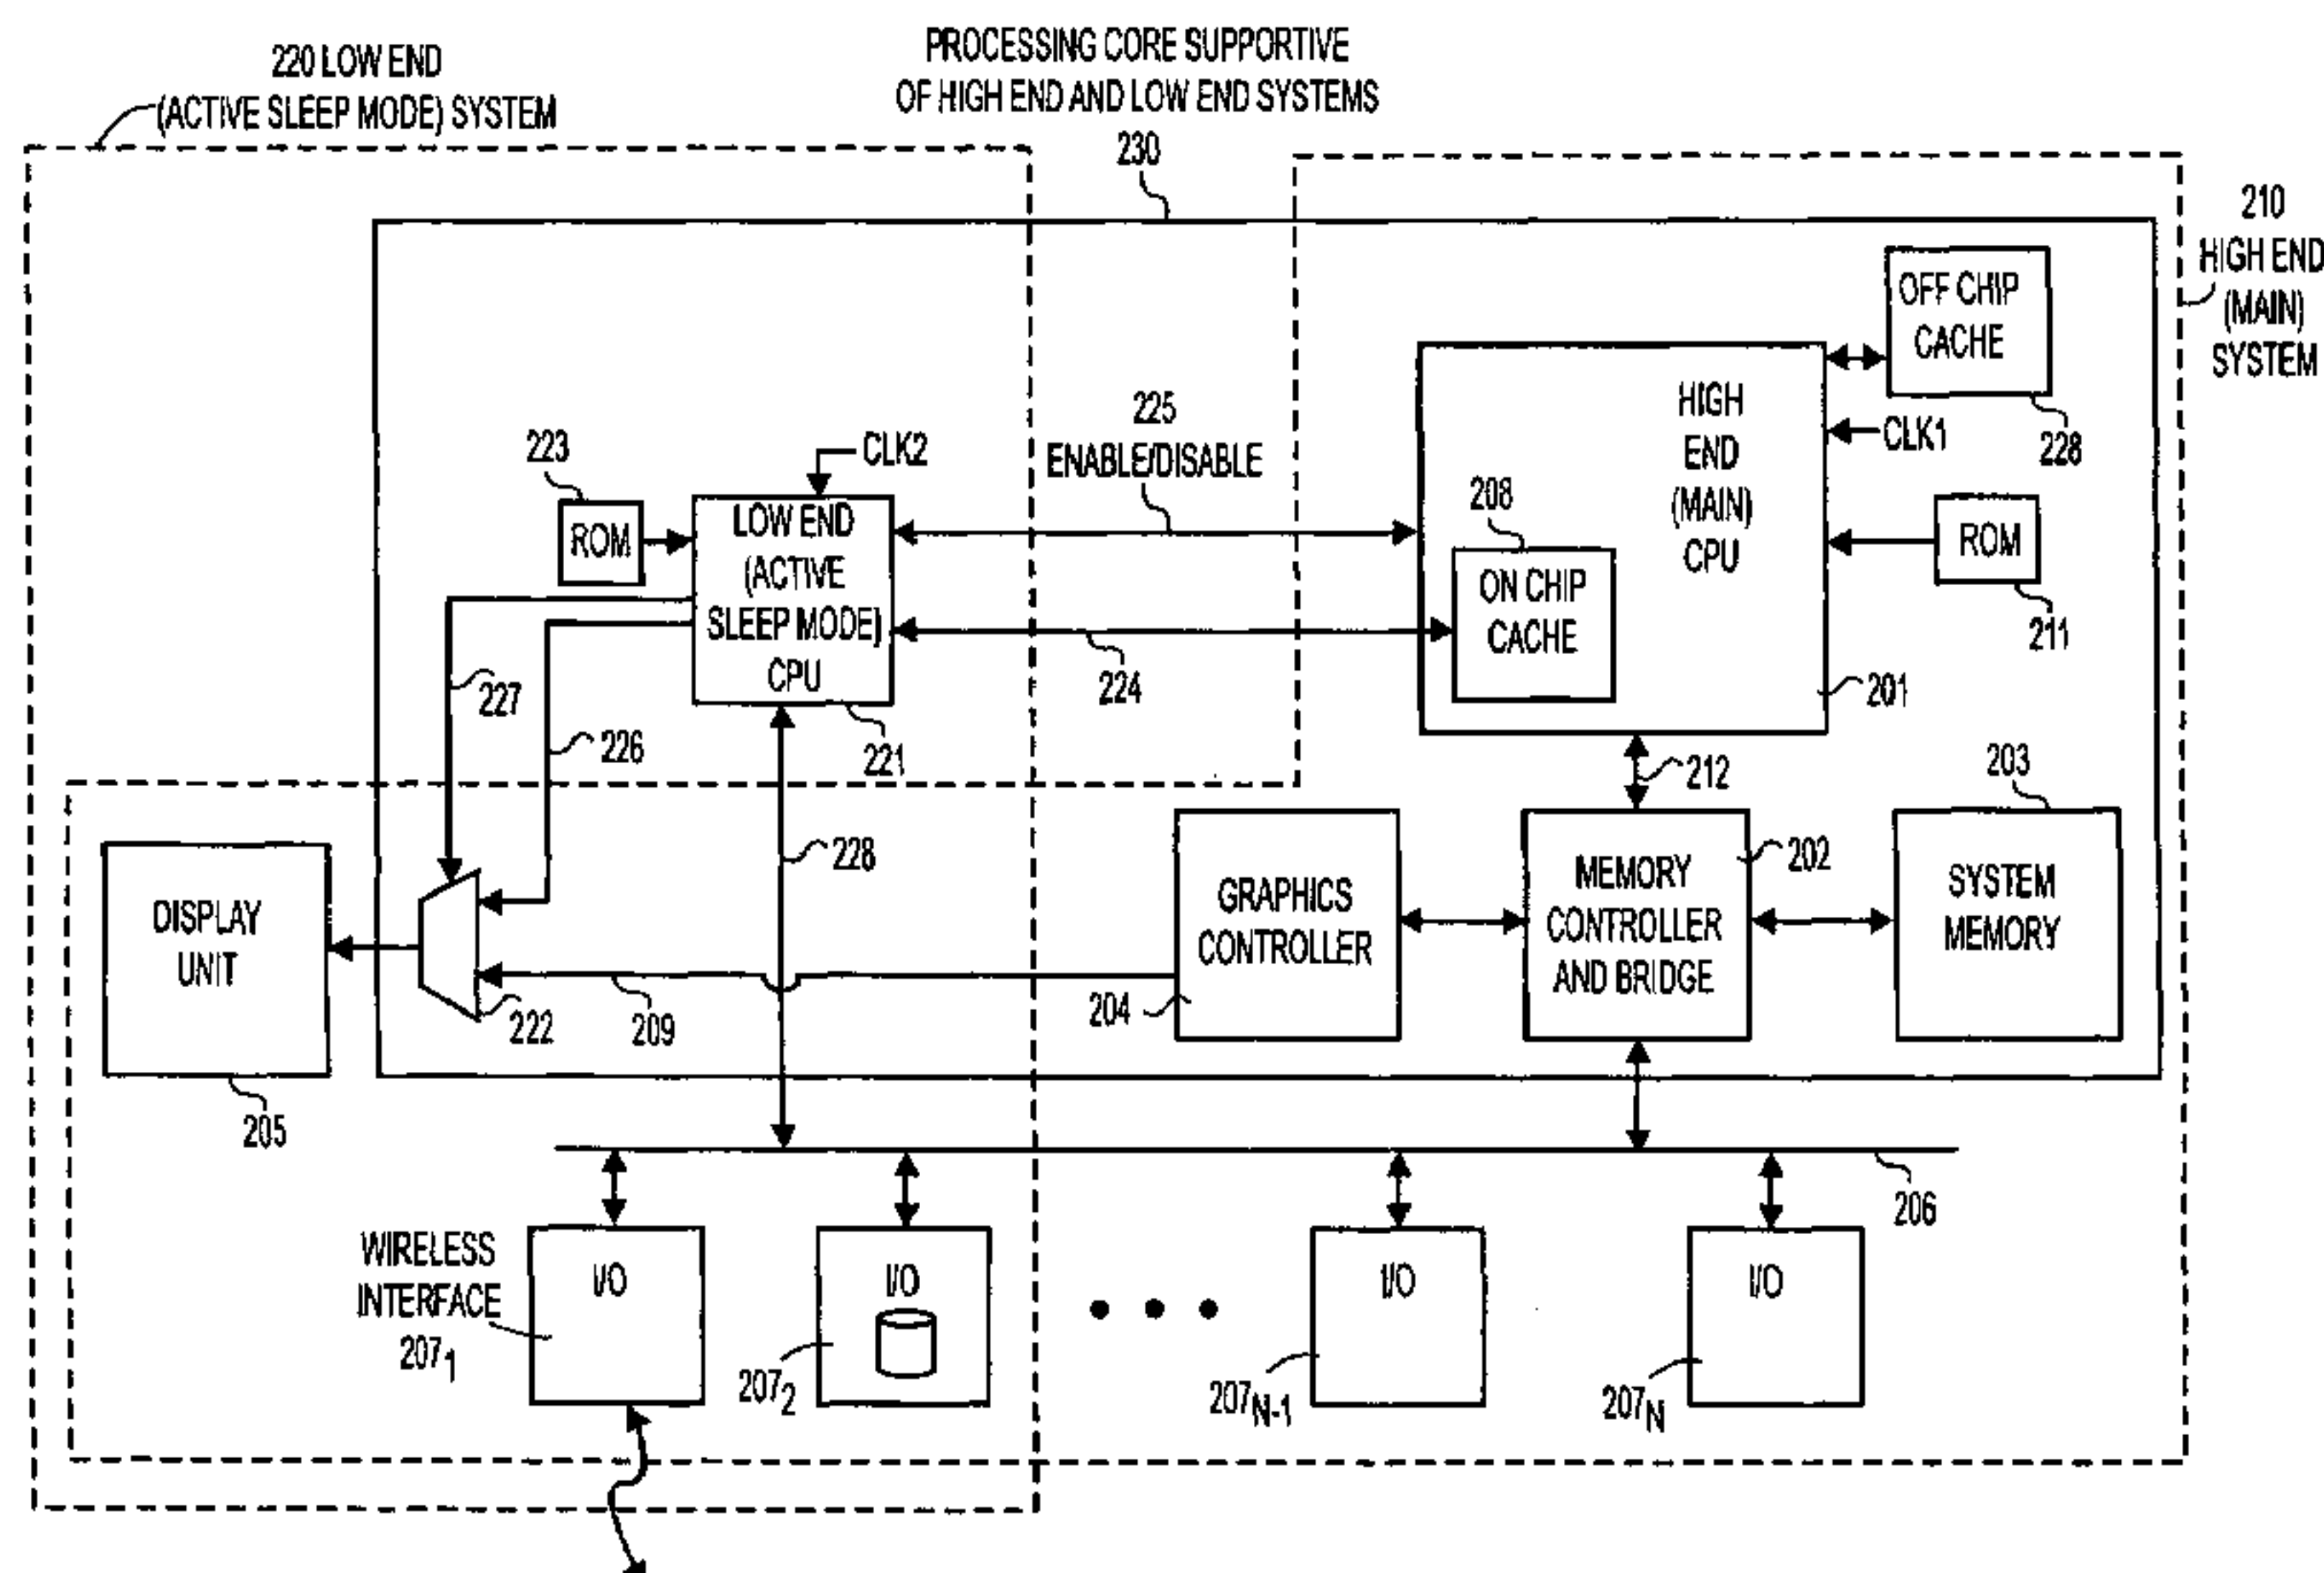 220 LOW END
(ACTIVE SLEEP MODE) SYSTEM
PROCESSING CORE SUPPORTIVE
OF HIGH END AND LOW END SYSTEMS
230
210
HIGH END
(MAIN)
SYSTEM
OFF CHIP
CACHE
228
CLK1
HIGH
END
(MAIN)
CPU
225
ENABLE/DISABLE
CLK2
223
ROM
LOW END
(ACTIVE
SLEEP MODE)
CPU
208
ON CHIP
CACHE
ROM
211
224
201
227
226
221
212
203
228
202
DISPLAY
UNIT
GRAPHICS
CONTROLLER
MEMORY
CONTROLLER
AND BRIDGE
SYSTEM
MEMORY
204
222
209
205
206
WIRELESS
INTERFACE
207₁
I/O
I/O
207₂
I/O
207N-1
I/O
207N